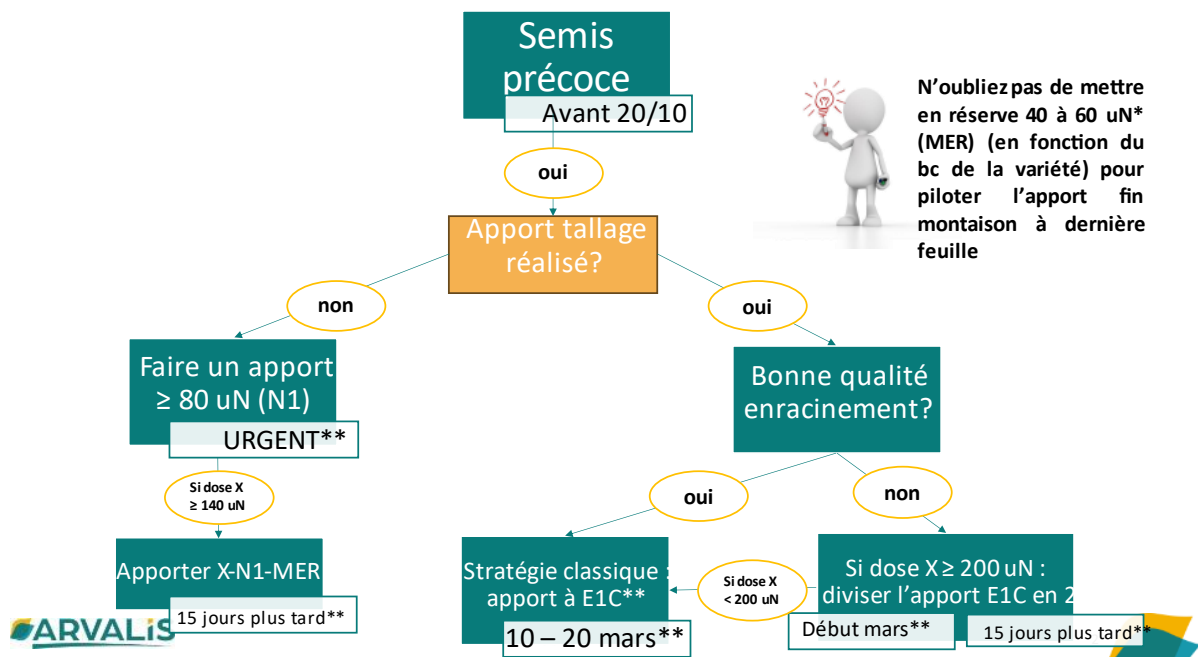 Semis
précoce
Avant 20/10
N'oubliez pas de mettre
en réserve 40 à 60 uN*
(MER) (en fonction du
bc de la variété) pour
piloter l'apport fin
montaison à dernière
feuille
oui
Apport tallage
réalisé?
non
oui
Faire un apport
≥ 80 uN (N1)
URGENT**
Bonne qualité
enracinement?
Si dose X
≥ 140 uN
oui
non
Apporter X-N1-MER
15 jours plus tard**
Stratégie classique :
apport à E1C**
10 – 20 mars**
Si dose X
< 200 uN
Si dose X ≥ 200 uN :
diviser l'apport E1C en 2
Début mars**
15 jours plus tard**
ARVALIS